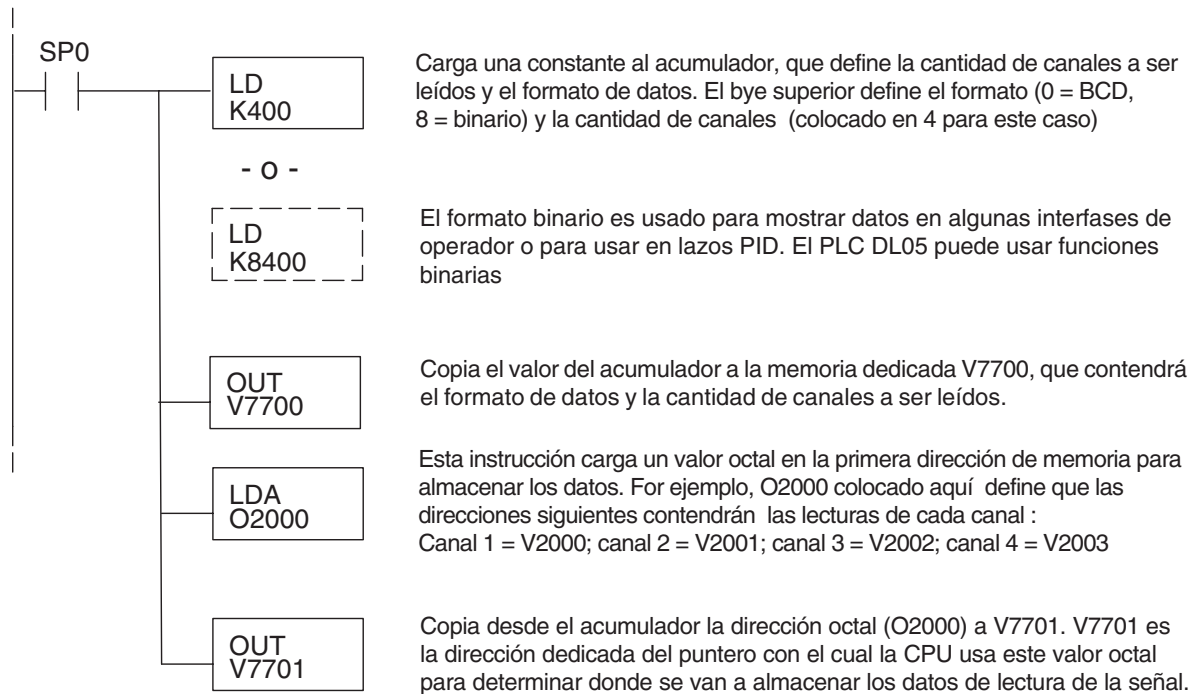 SP0
LD
K400
Carga una constante al acumulador, que define la cantidad de canales a ser
leídos y el formato de datos. El bye superior define el formato (0 = BCD,
8 = binario) y la cantidad de canales (colocado en 4 para este caso)
- o -
LD
K8400
El formato binario es usado para mostrar datos en algunas interfases de
operador o para usar en lazos PID. El PLC DL05 puede usar funciones
binarias
OUT
V7700
Copia el valor del acumulador a la memoria dedicada V7700, que contendrá
el formato de datos y la cantidad de canales a ser leídos.
LDA
O2000
Esta instrucción carga un valor octal en la primera dirección de memoria para
almacenar los datos. For ejemplo, O2000 colocado aquí define que las
direcciones siguientes contendrán las lecturas de cada canal :
Canal 1 = V2000; canal 2 = V2001; canal 3 = V2002; canal 4 = V2003
OUT
V7701
Copia desde el acumulador la dirección octal (O2000) a V7701. V7701 es
la dirección dedicada del puntero con el cual la CPU usa este valor octal
para determinar donde se van a almacenar los datos de lectura de la señal.